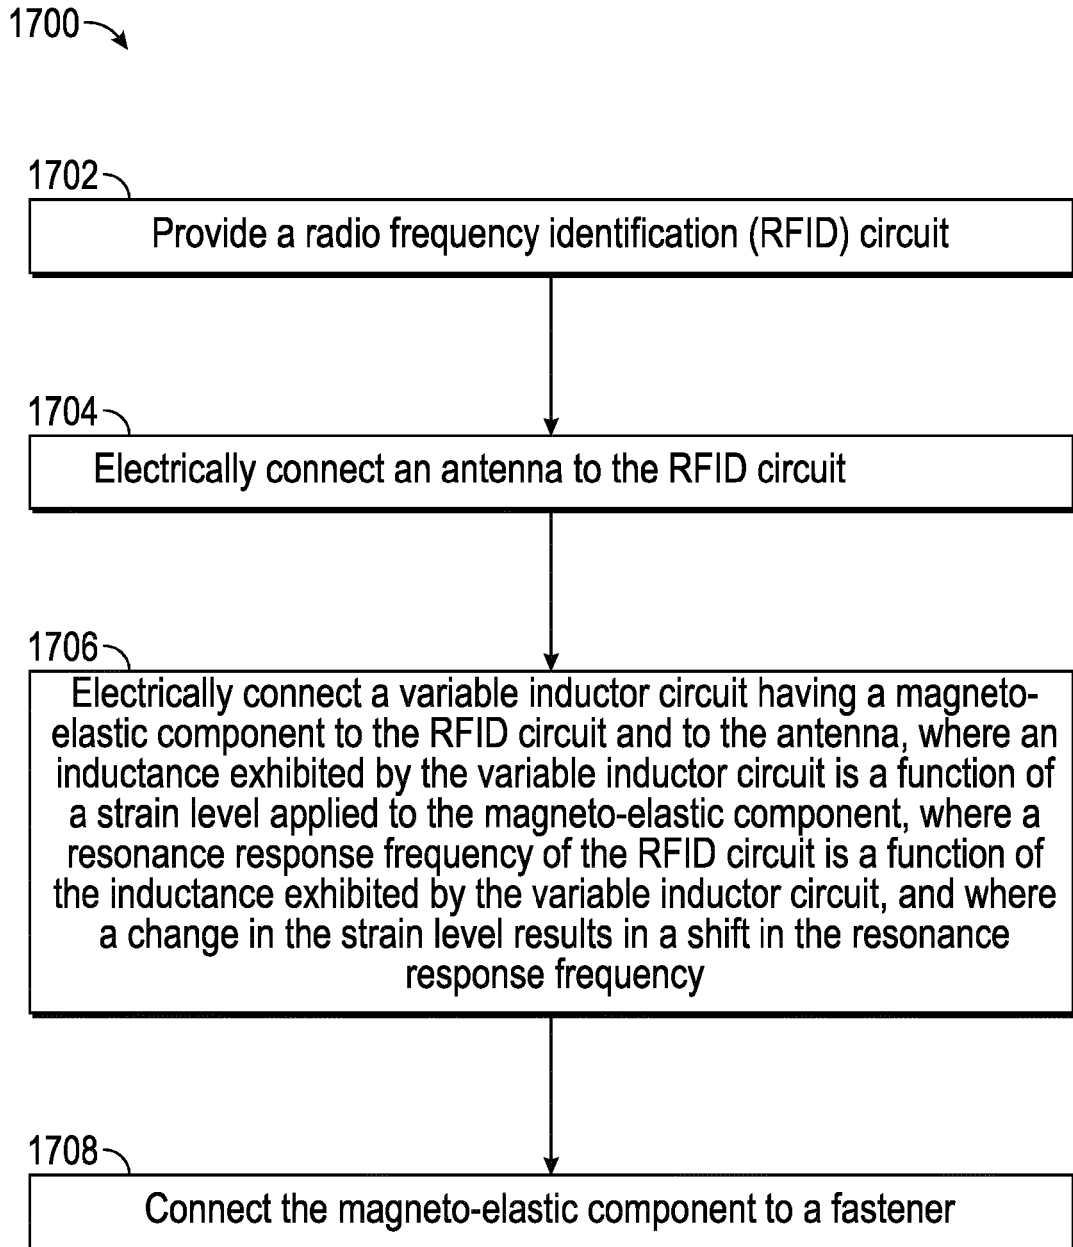 1700
1702
Provide a radio frequency identification (RFID) circuit
1704
Electrically connect an antenna to the RFID circuit
1706
Electrically connect a variable inductor circuit having a magneto-
elastic component to the RFID circuit and to the antenna, where an
inductance exhibited by the variable inductor circuit is a function of
a strain level applied to the magneto-elastic component, where a
resonance response frequency of the RFID circuit is a function of
the inductance exhibited by the variable inductor circuit, and where
a change in the strain level results in a shift in the resonance
response frequency
1708
Connect the magneto-elastic component to a fastener